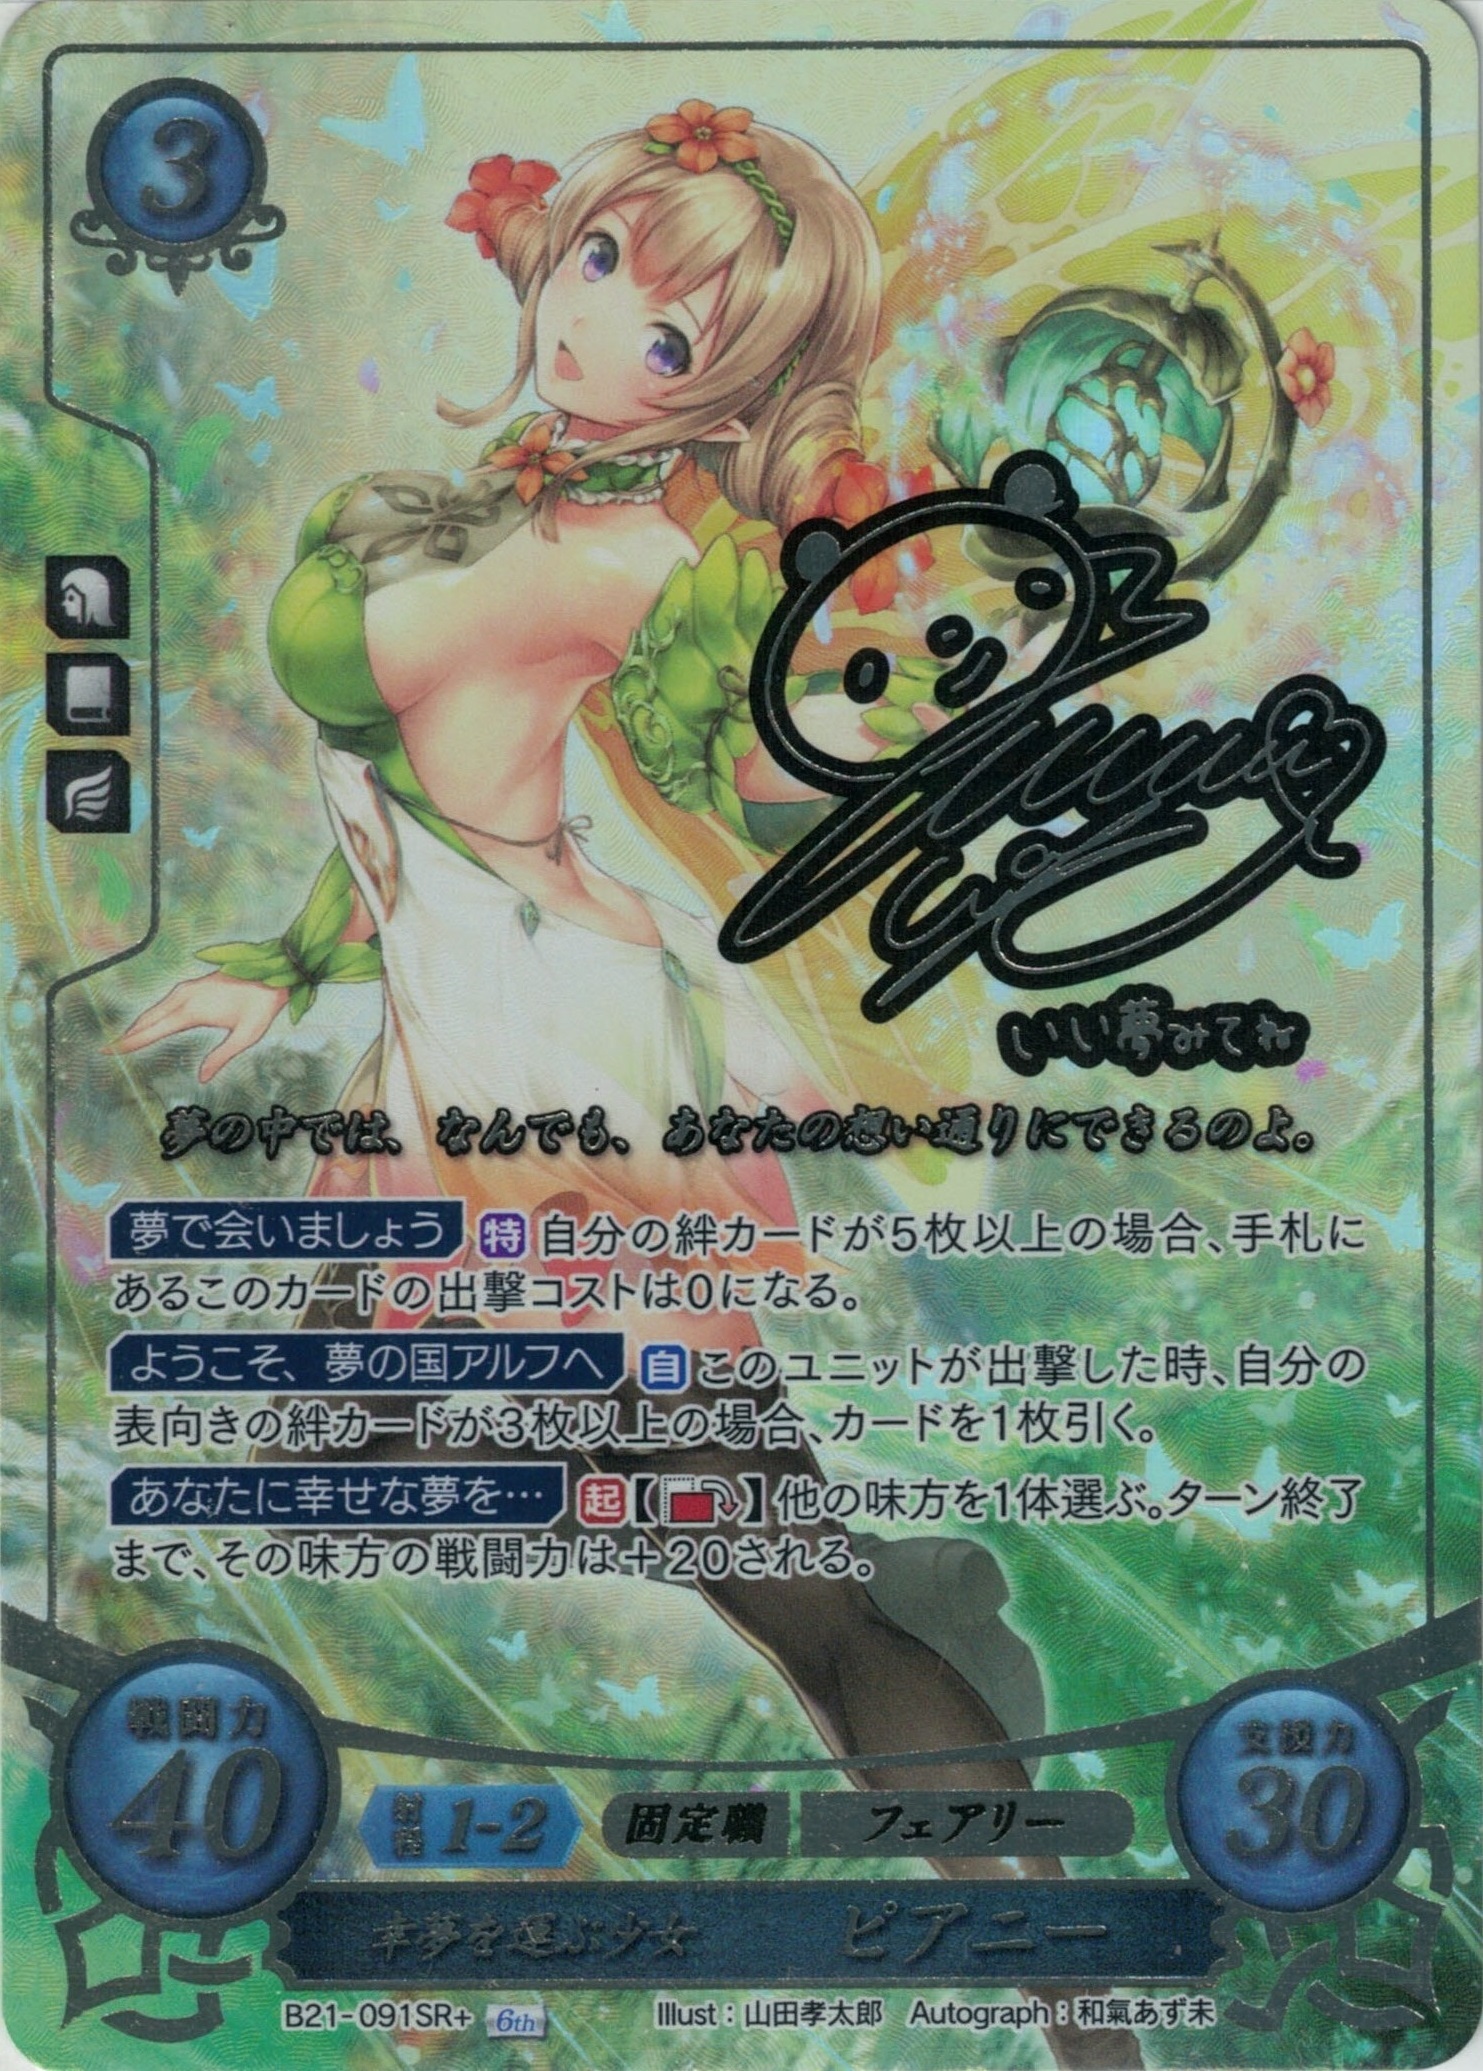 3
いい夢みてね
夢の中では、なんでも、あなたの想い通りにできるのよ。
夢で会いましょう 特 自分の絆カードが5枚以上の場合、手札に
あるこのカードの出撃コストは0になる。
ようこそ、夢の国アルフへ 自 このユニットが出撃した時、自分の
表向きの絆カードが3枚以上の場合、カードを1枚引く。
あなたに幸せな夢を… 起【】他の味方を1体選ぶ。ターン終了
まで、その味方の戦闘力は+20される。
戦闘力
40
射程 1-2 固定職 フェアリー
支援力
30
幸夢を運ぶ少女 ピアニー
B21-091SR+ 6th Illust:山田孝太郎 Autograph:和氣あず未